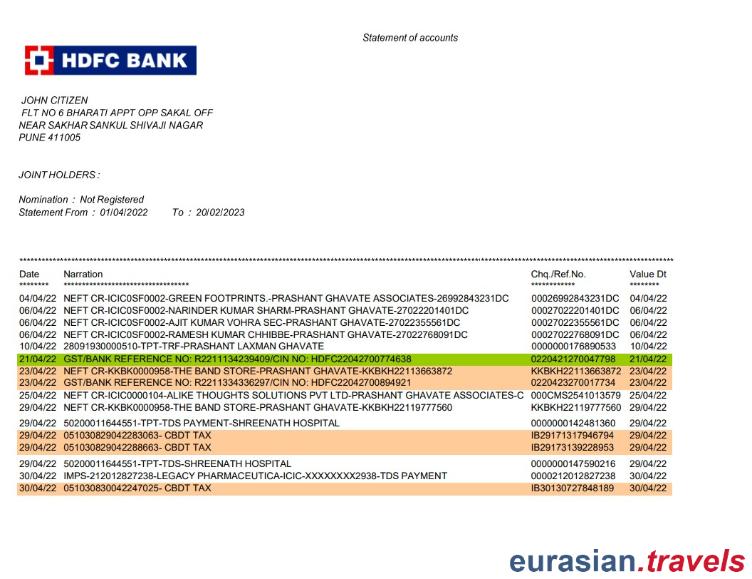 Statement of accounts
HDFC BANK
JOHN CITIZEN
FLT NO 6 BHARATI APPT OPP SAKAL OFF
NEAR SAKHAR SANKUL SHIVAJI NAGAR
PUNE 411005
JOINT HOLDERS :
Nomination : Not Registered
Statement From : 01/04/2022 To : 20/02/2023
Date Narration Chq./Ref.No. Value Dt
******** ********************************** ************ ********
04/04/22 NEFT CR-ICIC0SF0002-GREEN FOOTPRINTS.-PRASHANT GHAVATE ASSOCIATES-26992843231DC 00026992843231DC 04/04/22
06/04/22 NEFT CR-ICIC0SF0002-NARINDER KUMAR SHARM-PRASHANT GHAVATE-27022201401DC 00027022201401DC 06/04/22
06/04/22 NEFT CR-ICIC0SF0002-AJIT KUMAR VOHRA SEC-PRASHANT GHAVATE-27022355561DC 00027022355561DC 06/04/22
06/04/22 NEFT CR-ICIC0SF0002-RAMESH KUMAR CHHIBBE-PRASHANT GHAVATE-27022768091DC 00027022768091DC 06/04/22
10/04/22 28091930000510-TPT-TRF-PRASHANT LAXMAN GHAVATE 0000000176890533 10/04/22
21/04/22 GST/BANK REFERENCE NO: R2211134239409/CIN NO: HDFC22042700774638 0220421270047798 21/04/22
23/04/22 NEFT CR-KKBK0000958-THE BAND STORE-PRASHANT GHAVATE-KKBKH22113663872 KKBKH22113663872 23/04/22
23/04/22 GST/BANK REFERENCE NO: R2211334336297/CIN NO: HDFC22042700894921 0220423270017734 23/04/22
25/04/22 NEFT CR-ICIC0000104-ALIKE THOUGHTS SOLUTIONS PVT LTD-PRASHANT GHAVATE ASSOCIATES-C 000CMS2541013579 25/04/22
29/04/22 NEFT CR-KKBK0000958-THE BAND STORE-PRASHANT GHAVATE-KKBKH22119777560 KKBKH22119777560 29/04/22
29/04/22 50200011644551-TPT-TDS PAYMENT-SHREENATH HOSPITAL 0000000142481360 29/04/22
29/04/22 051030829042283063- CBDT TAX IB29171317946794 29/04/22
29/04/22 051030829042288663- CBDT TAX IB29173139228953 29/04/22
29/04/22 50200011644551-TPT-TDS-SHREENATH HOSPITAL 0000000147590216 29/04/22
30/04/22 IMPS-212012827238-LEGACY PHARMACEUTICA-ICIC-XXXXXXXX2938-TDS PAYMENT 0000212012827238 30/04/22
30/04/22 051030830042247025- CBDT TAX IB30130727848189 30/04/22
eurasian.travels